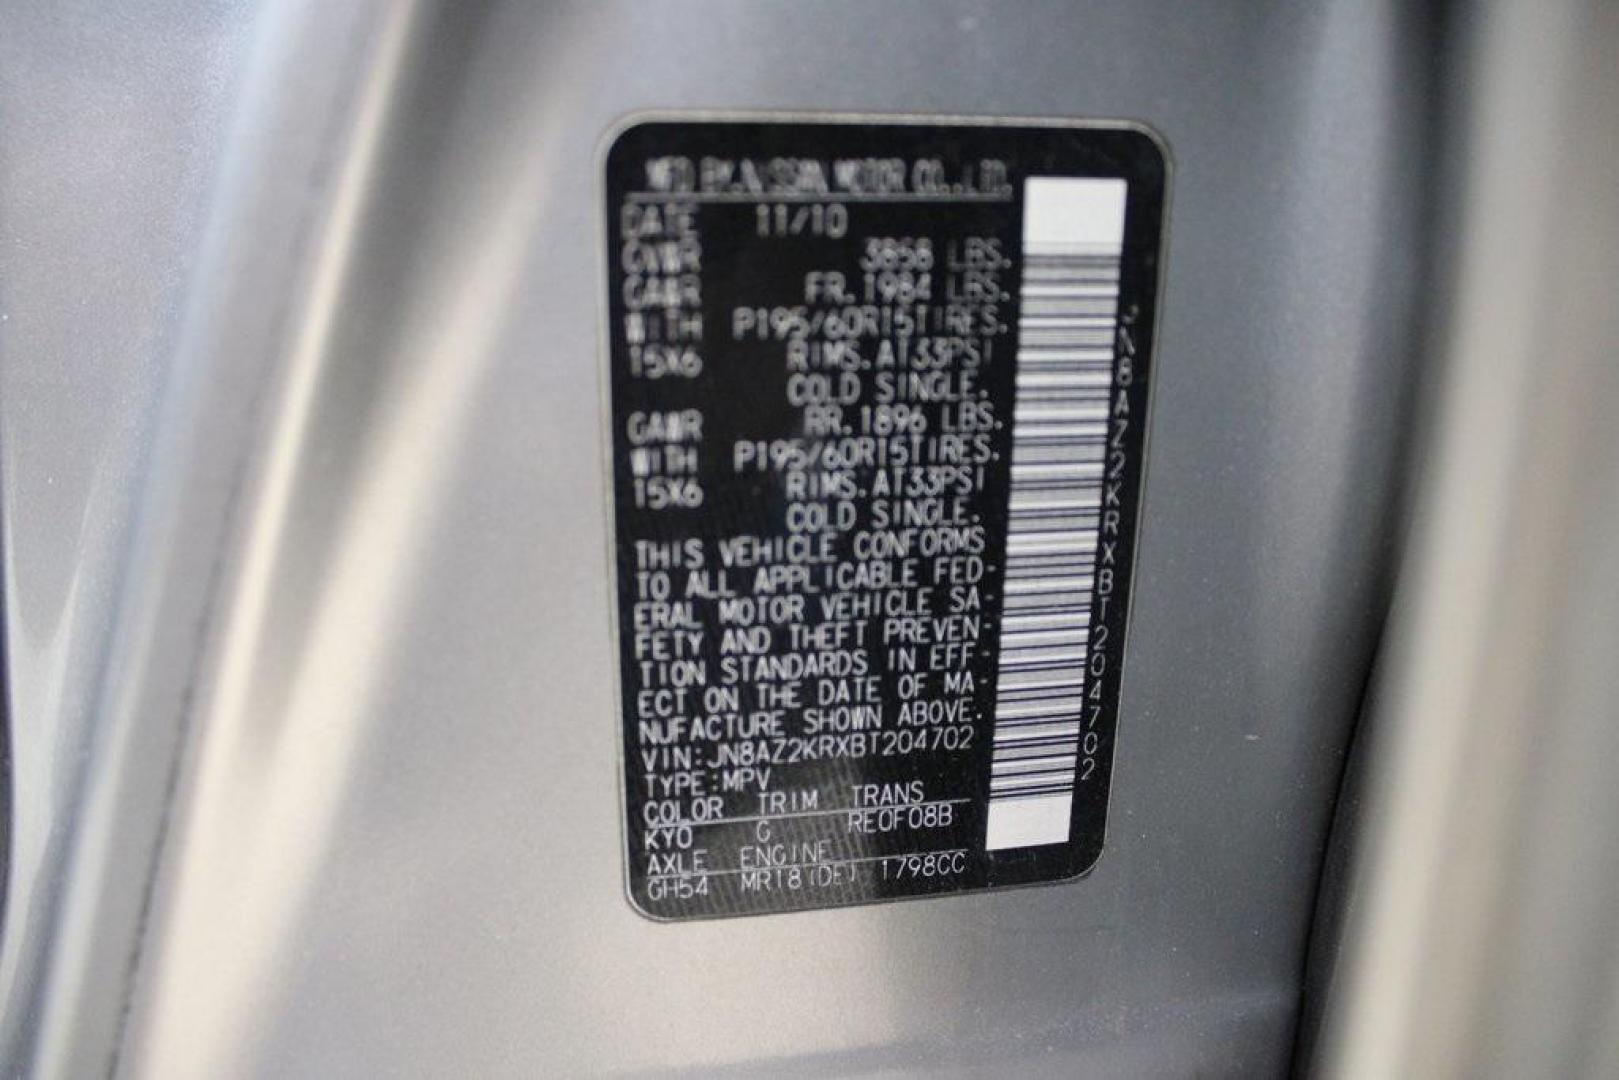 MFD BY NISSAN MOTOR CO.,LTD.
DATE 11/10
GVWR 3858 LBS.
GAWR FR. 1984 LBS.
WITH P195/60R15TIRES.
15X6 RIMS. AT33PSI
COLD SINGLE.
GAWR RR. 1896 LBS.
WITH P195/60R15TIRES.
15X6 RIMS. AT33PSI
COLD SINGLE.
THIS VEHICLE CONFORMS
TO ALL APPLICABLE FED-
ERAL MOTOR VEHICLE SA-
FETY AND THEFT PREVEN-
TION STANDARDS IN EFF-
ECT ON THE DATE OF MA-
NUFACTURE SHOWN ABOVE.
VIN:JN8AZ2KRXBT204702
TYPE:MPV
COLOR TRIM TRANS
KYO G RE0F08B
AXLE ENGINE
GH54 MR18(DE) 1798CC
JN8AZ2KRXBT204702